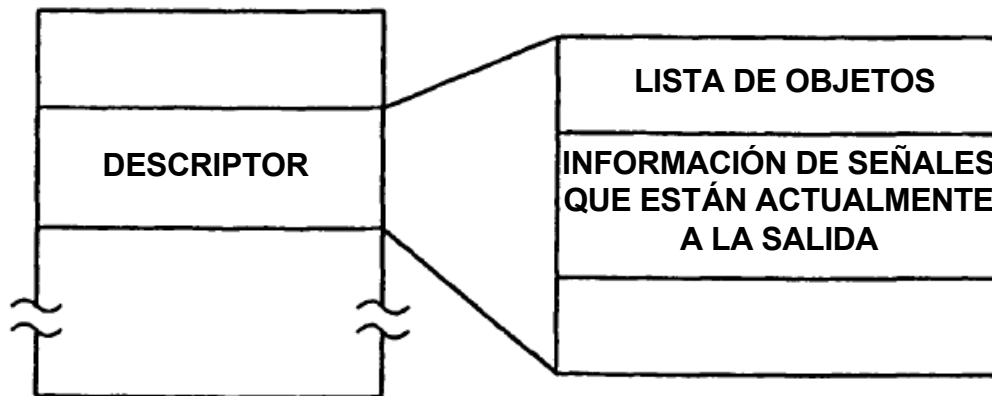 DESCRIPTOR
LISTA DE OBJETOS
INFORMACIÓN DE SEÑALES
QUE ESTÁN ACTUALMENTE
A LA SALIDA